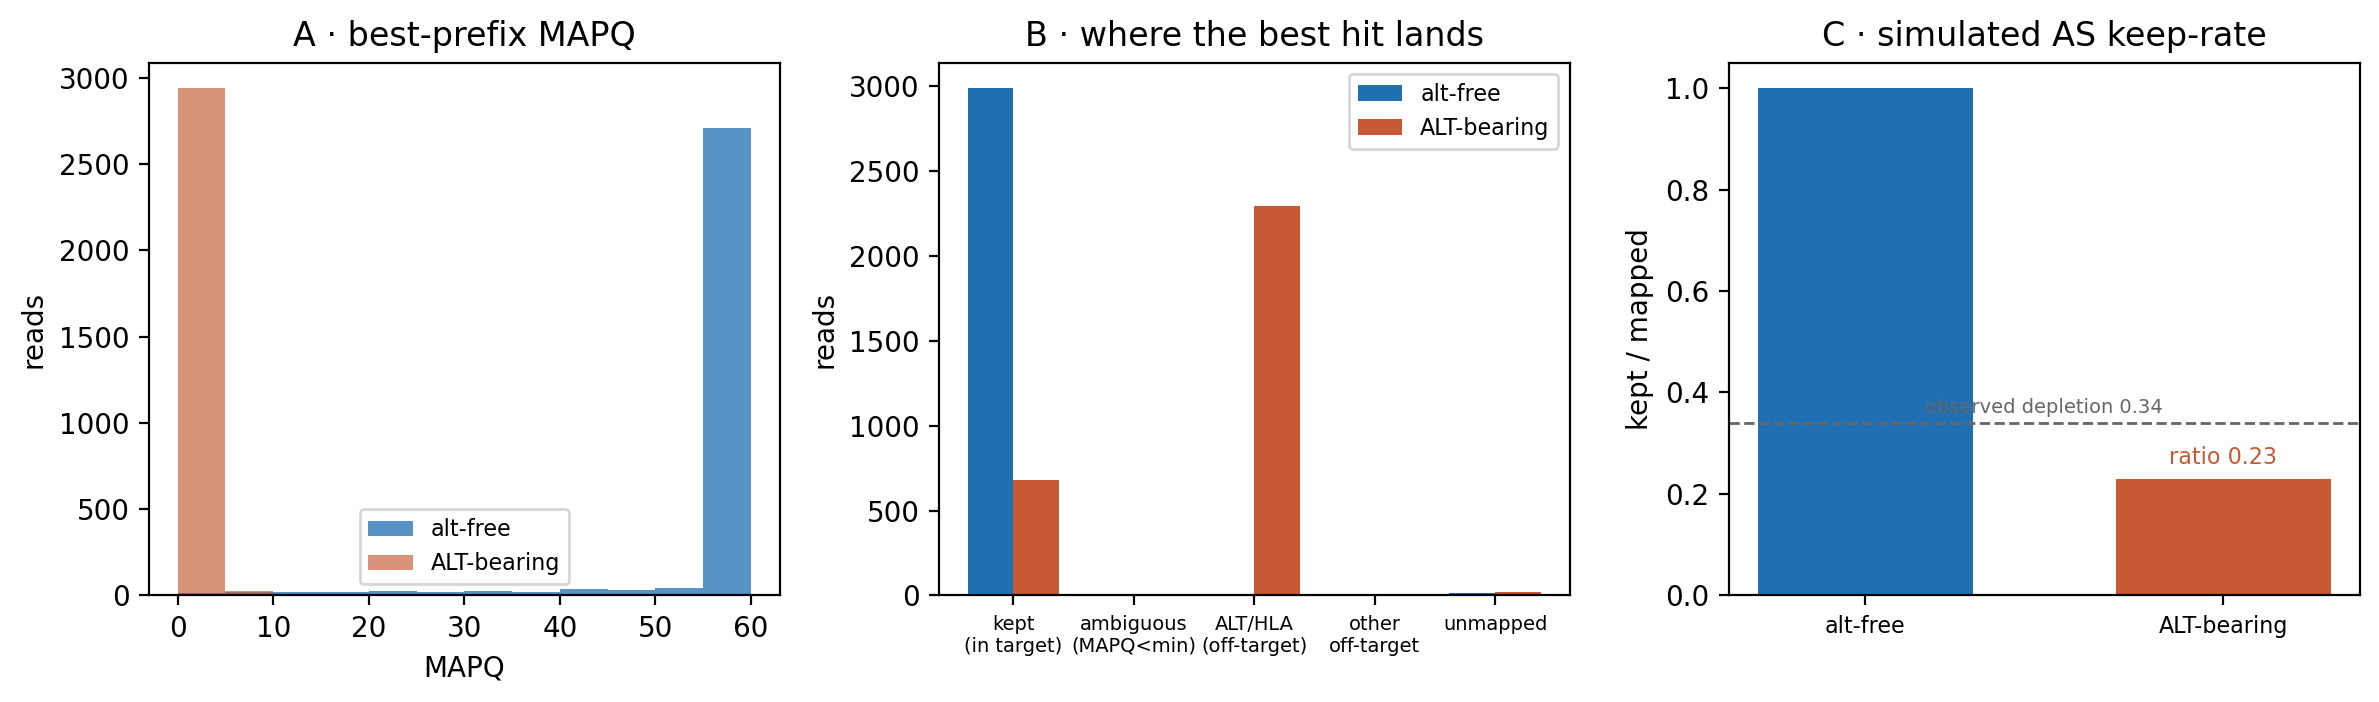 A · best-prefix MAPQ
3000
2500
2000
1500
1000
500
0
reads
alt-free
ALT-bearing
0 10 20 30 40 50 60
MAPQ
B · where the best hit lands
3000
2500
2000
1500
1000
500
0
reads
alt-free
ALT-bearing
kept
(in target)
ambiguous
(MAPQ<min)
ALT/HLA
(off-target)
other
off-target
unmapped
C · simulated AS keep-rate
1.0
0.8
0.6
0.4
0.2
0.0
kept / mapped
observed depletion 0.34
ratio 0.23
alt-free
ALT-bearing